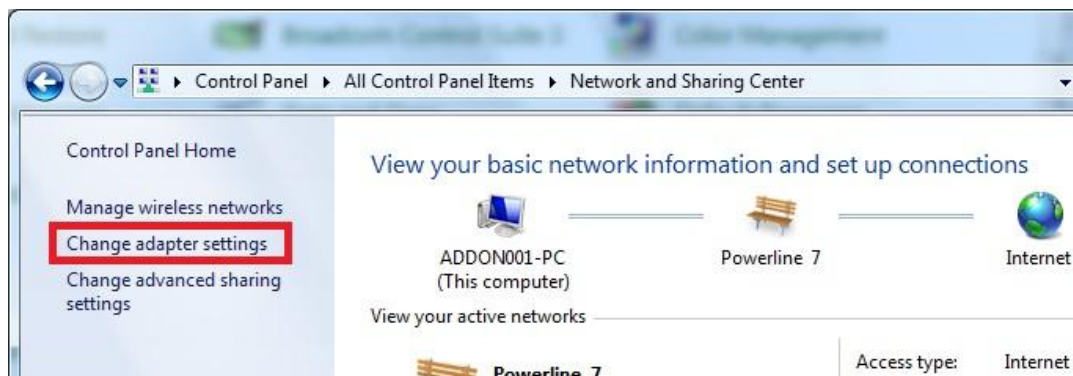 Control Panel ▸ All Control Panel Items ▸ Network and Sharing Center
Control Panel Home
Manage wireless networks
Change adapter settings
Change advanced sharing
settings
View your basic network information and set up connections
ADDON001-PC
(This computer)
Powerline 7
Internet
View your active networks
Powerline 7
Access type: Internet